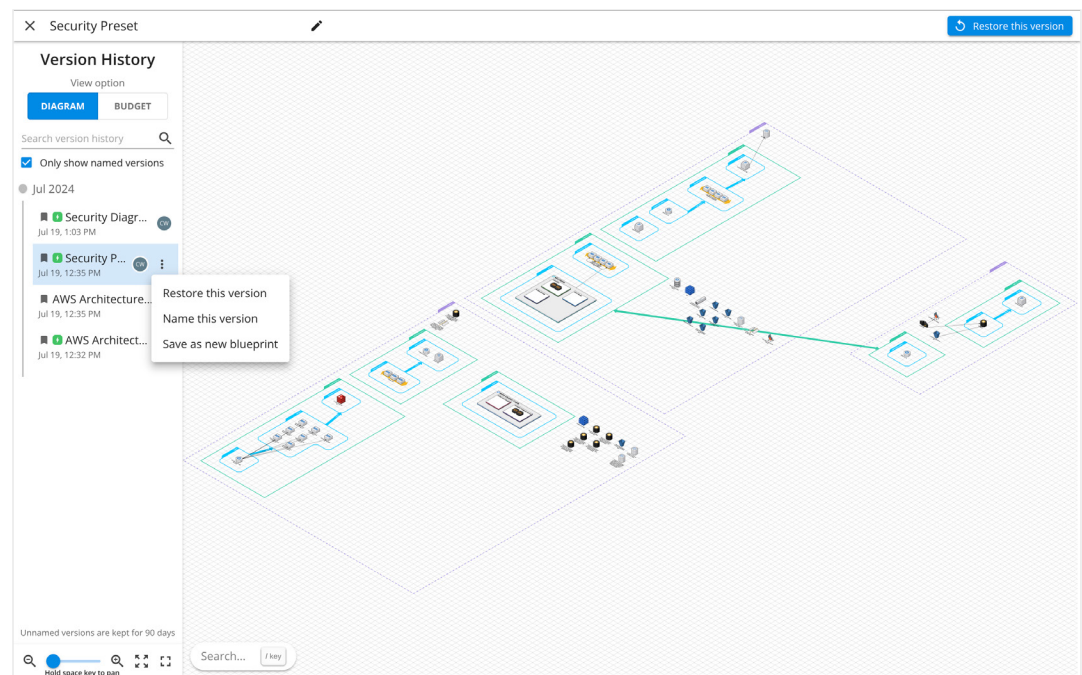 Security Preset
Restore this version
Version History
View option
DIAGRAM BUDGET
Search version history
Only show named versions
Jul 2024
Security Diagr...
CW
Jul 19, 1:03 PM
Security P...
CW
Jul 19, 12:35 PM
AWS Architecture...
Jul 19, 12:35 PM
AWS Architect...
Jul 19, 12:32 PM
Restore this version
Name this version
Save as new blueprint
Unnamed versions are kept for 90 days
Hold space key to pan
Search... / key